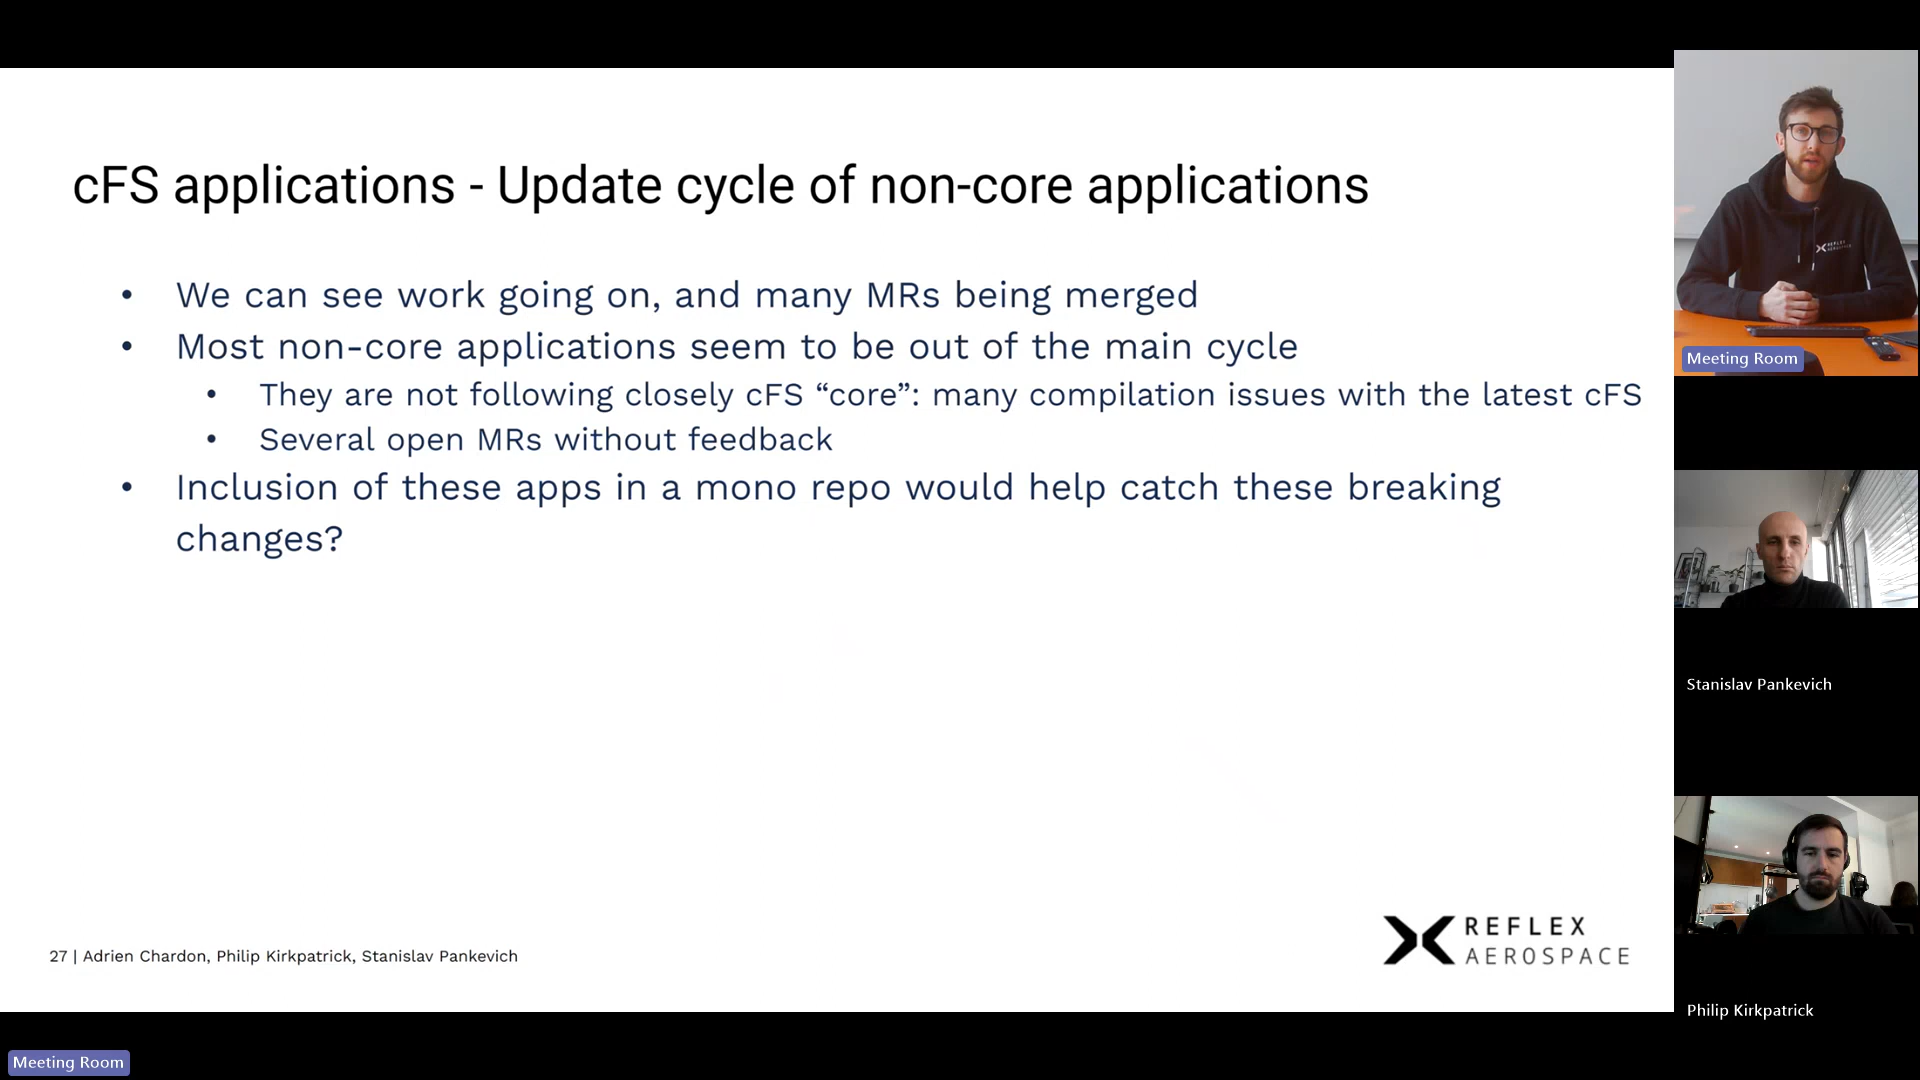 cFS applications - Update cycle of non-core applications
• We can see work going on, and many MRs being merged
• Most non-core applications seem to be out of the main cycle
• They are not following closely cFS “core”: many compilation issues with the latest cFS
• Several open MRs without feedback
• Inclusion of these apps in a mono repo would help catch these breaking
changes?
27 | Adrien Chardon, Philip Kirkpatrick, Stanislav Pankevich
REFLEX
AEROSPACE
REFLEX
AEROSPACE
Meeting Room
Stanislav Pankevich
Philip Kirkpatrick
Meeting Room